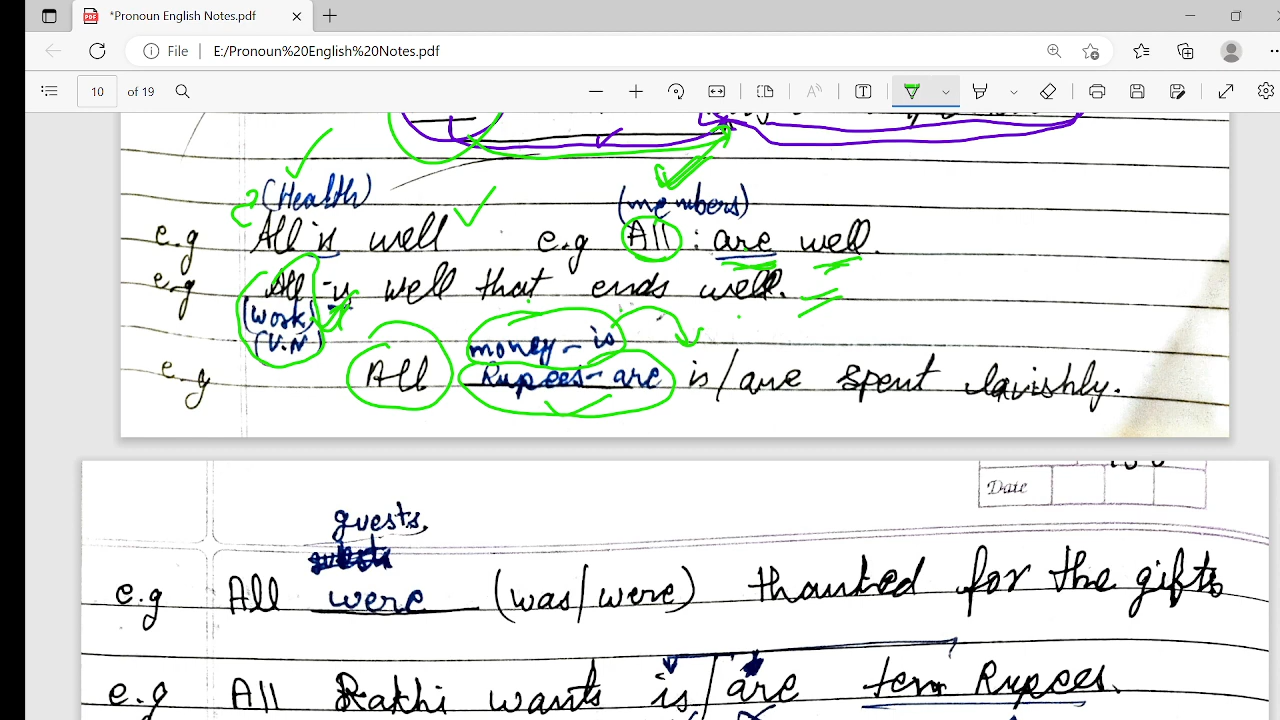 *Pronoun English Notes.pdf
File E:/Pronoun%20English%20Notes.pdf
10 of 19
(Health) (members)
e.g All is well e.g All : are well.
e.g All is well that ends well.
(work)
(U.N)
money - is
e.g All Rupees - are is/are spent lavishly.
Date
guests,
e.g All were (was/were) thanked for the gifts
e.g All Rakhi wants is/are ten Rupees.